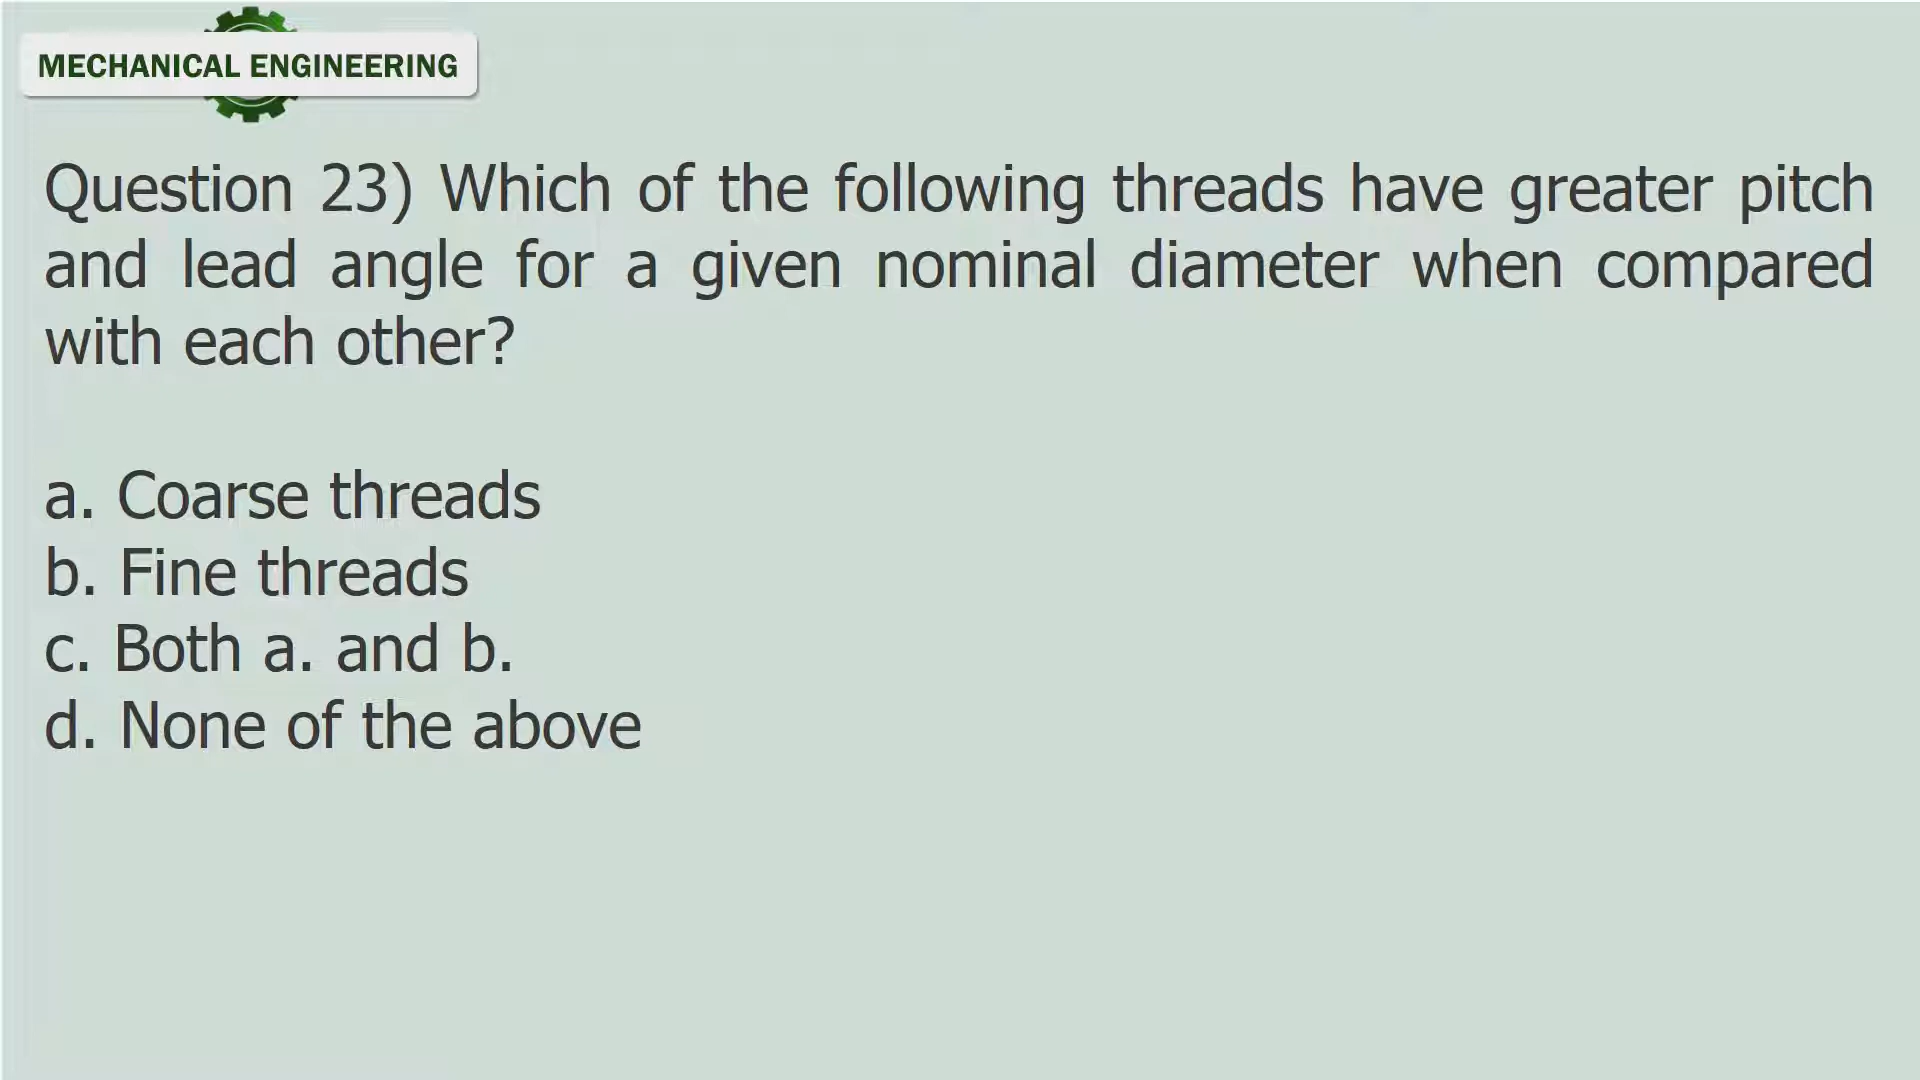 MECHANICAL ENGINEERING
Question 23) Which of the following threads have greater pitch
and lead angle for a given nominal diameter when compared
with each other?
a. Coarse threads
b. Fine threads
c. Both a. and b.
d. None of the above